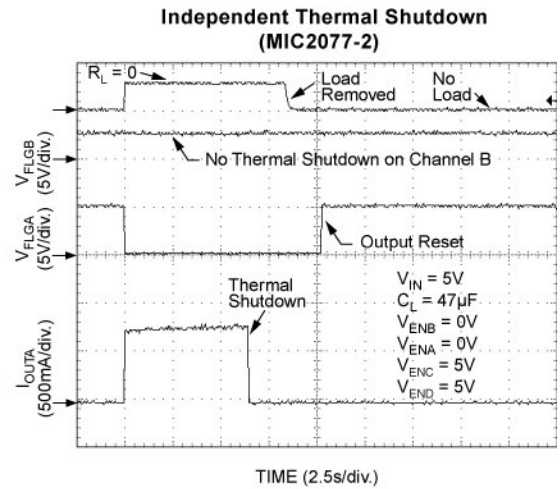 Independent Thermal Shutdown
(MIC2077-2)
R_L = 0
Load
Removed
No
Load
V_FLGB
(5V/div.)
No Thermal Shutdown on Channel B
V_FLGA
(5V/div.)
Output Reset
Thermal
Shutdown
V_IN = 5V
C_L = 47µF
V_ENB = 0V
V_ENA = 0V
V_ENC = 5V
V_END = 5V
I_OUTA
(500mA/div.)
TIME (2.5s/div.)